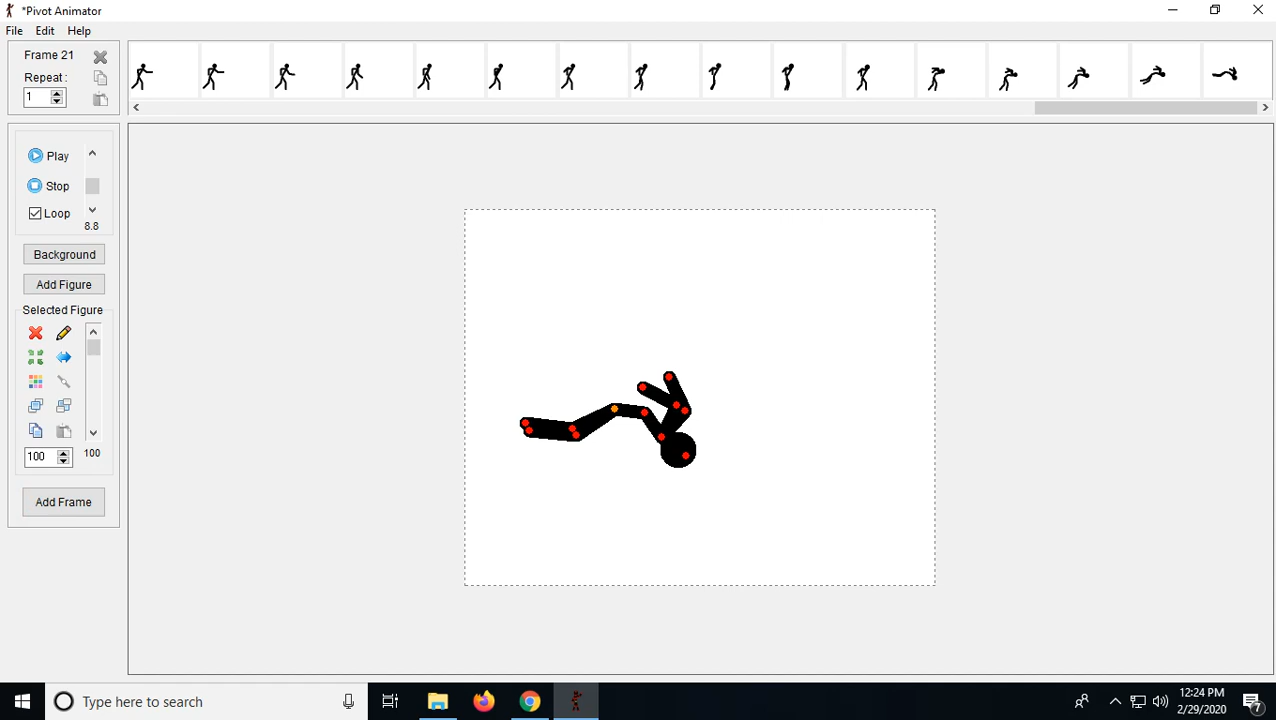 *Pivot Animator
File Edit Help
Frame 21
Repeat :
1
Play
Stop
Loop
8.8
Background
Add Figure
Selected Figure
100
100
Add Frame
Type here to search
12:24 PM
2/29/2020
7